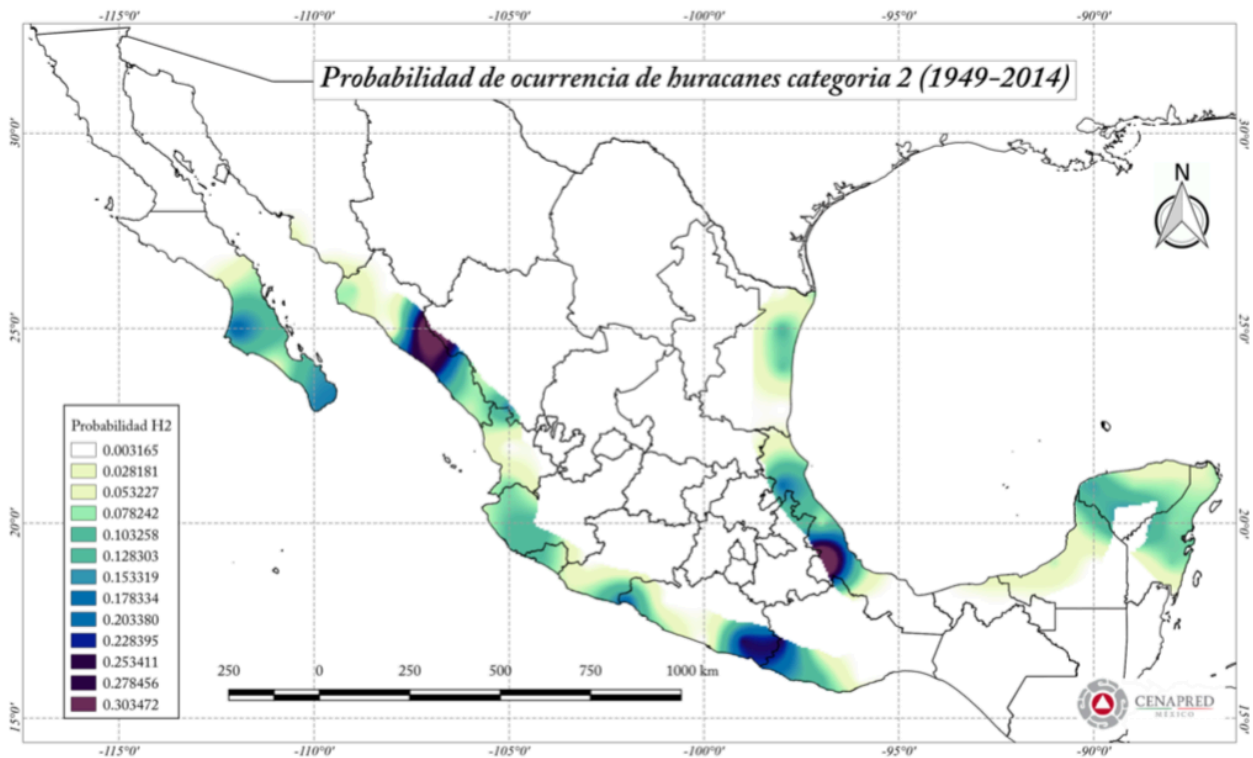 -115°0' -110°0' -105°0' -100°0' -95°0' -90°0'
Probabilidad de ocurrencia de huracanes categoria 2 (1949-2014)
30°0' 30°0'
N
25°0' 25°0'
Probabilidad H2
0.003165
0.028181
0.053227
0.078242
0.103258
0.128303
0.153319
0.178334
0.203380
0.228395
0.253411
0.278456
0.303472
20°0' 20°0'
250 0 250 500 750 1000 km
CENAPRED
MÉXICO
15°0' 15°0'
-115°0' -110°0' -105°0' -100°0' -95°0' -90°0'